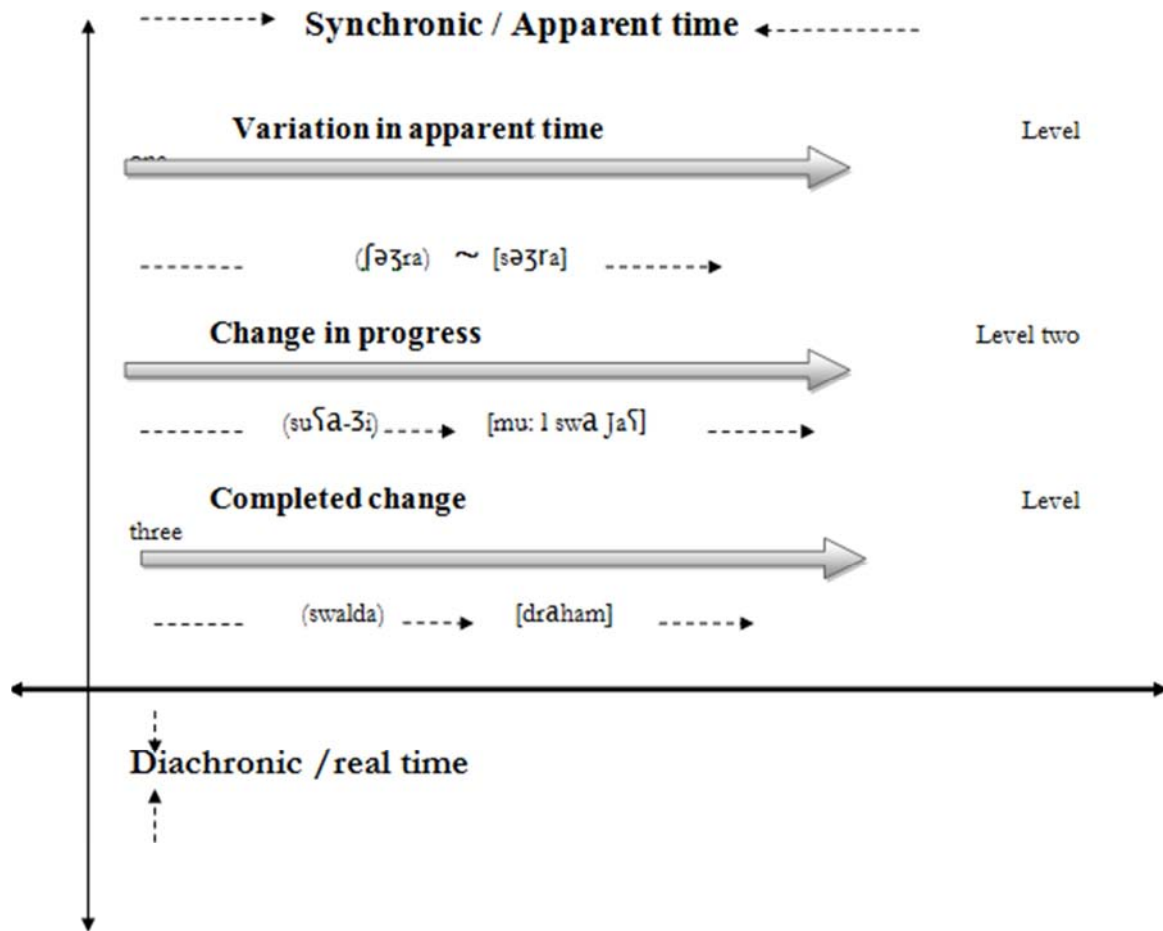 Synchronic / Apparent time
Variation in apparent time Level
one
(ʃəʒra) ~ [səʒra]
Change in progress Level two
(suʕa-ʒi) [mu: l swa Jaʕ]
Completed change Level
three
(swalda) [draham]
Diachronic /real time